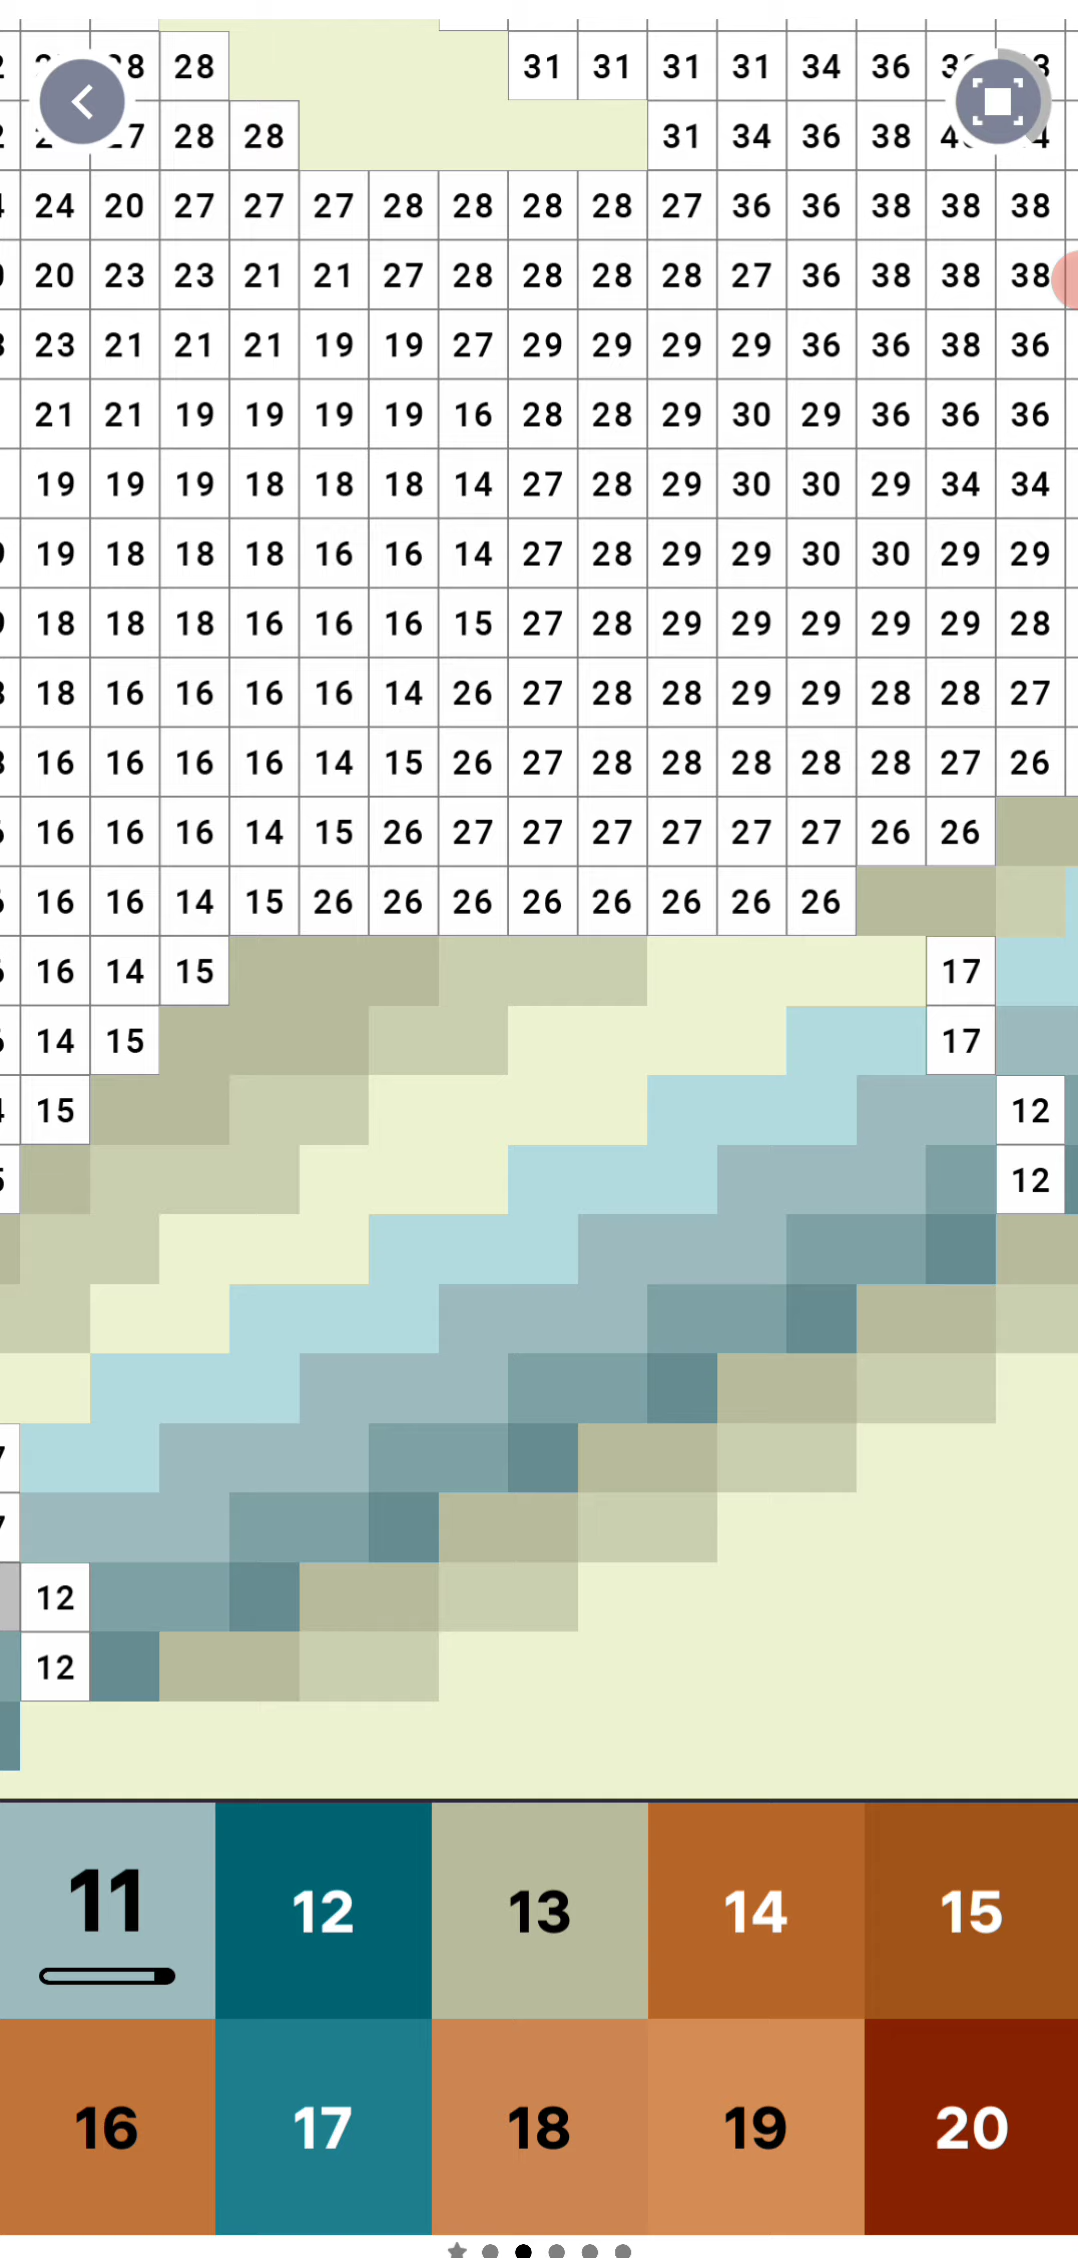 28 28 31 31 31 31 34 36
28 28 31 34 36 38
24 20 27 27 27 28 28 28 28 27 36 36 38 38 38
20 23 23 21 21 27 28 28 28 28 27 36 38 38 38
23 21 21 21 19 19 27 29 29 29 29 36 36 38 36
21 21 19 19 19 19 16 28 28 29 30 29 36 36 36
19 19 19 18 18 18 14 27 28 29 30 30 29 34 34
19 18 18 18 16 16 14 27 28 29 29 30 30 29 29
18 18 18 16 16 16 15 27 28 29 29 29 29 29 28
18 16 16 16 16 14 26 27 28 28 29 29 28 28 27
16 16 16 16 14 15 26 27 28 28 28 28 28 27 26
16 16 16 14 15 26 27 27 27 27 27 27 26 26
16 16 14 15 26 26 26 26 26 26 26 26
16 14 15 17
14 15 17
15 12
12
12
12
11 12 13 14 15
16 17 18 19 20